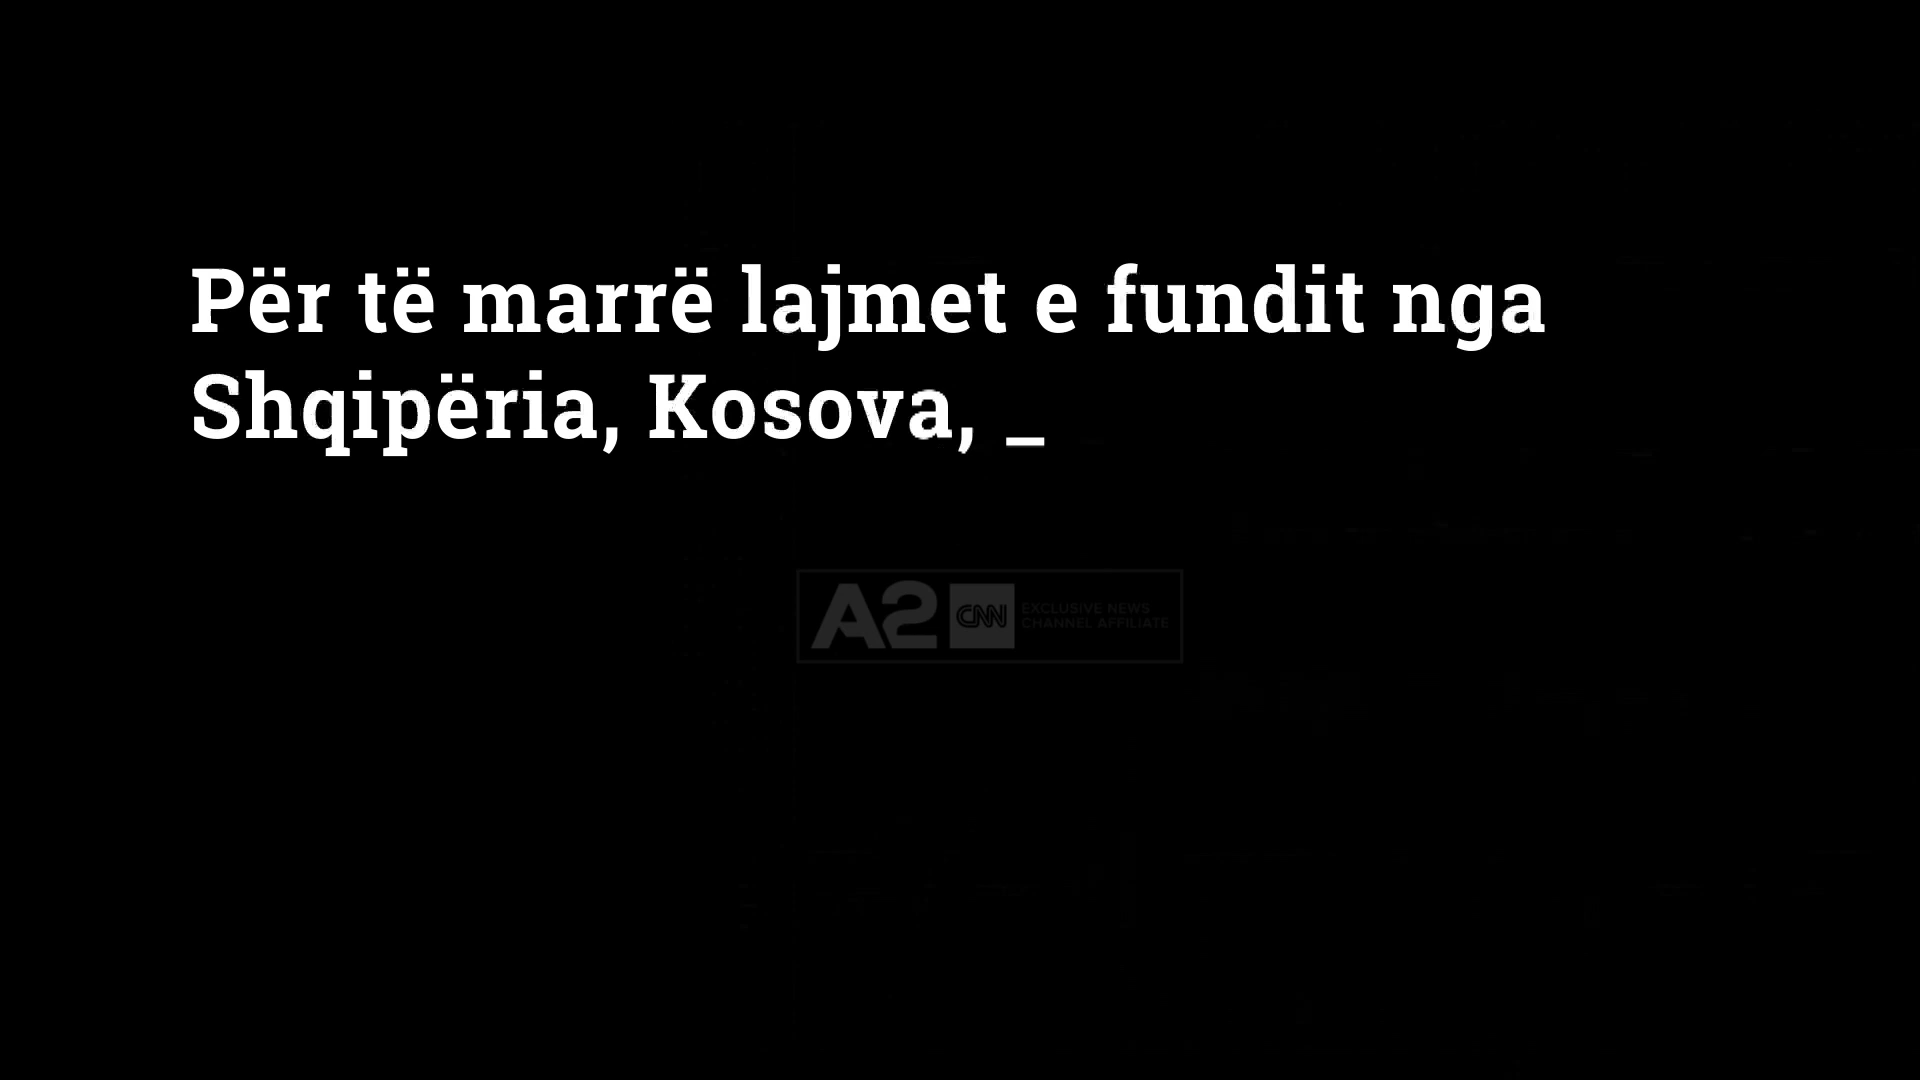 Për të marrë lajmet e fundit nga
Shqipëria, Kosova, _
A2 CNN EXCLUSIVE NEWS
CHANNEL AFFILIATE